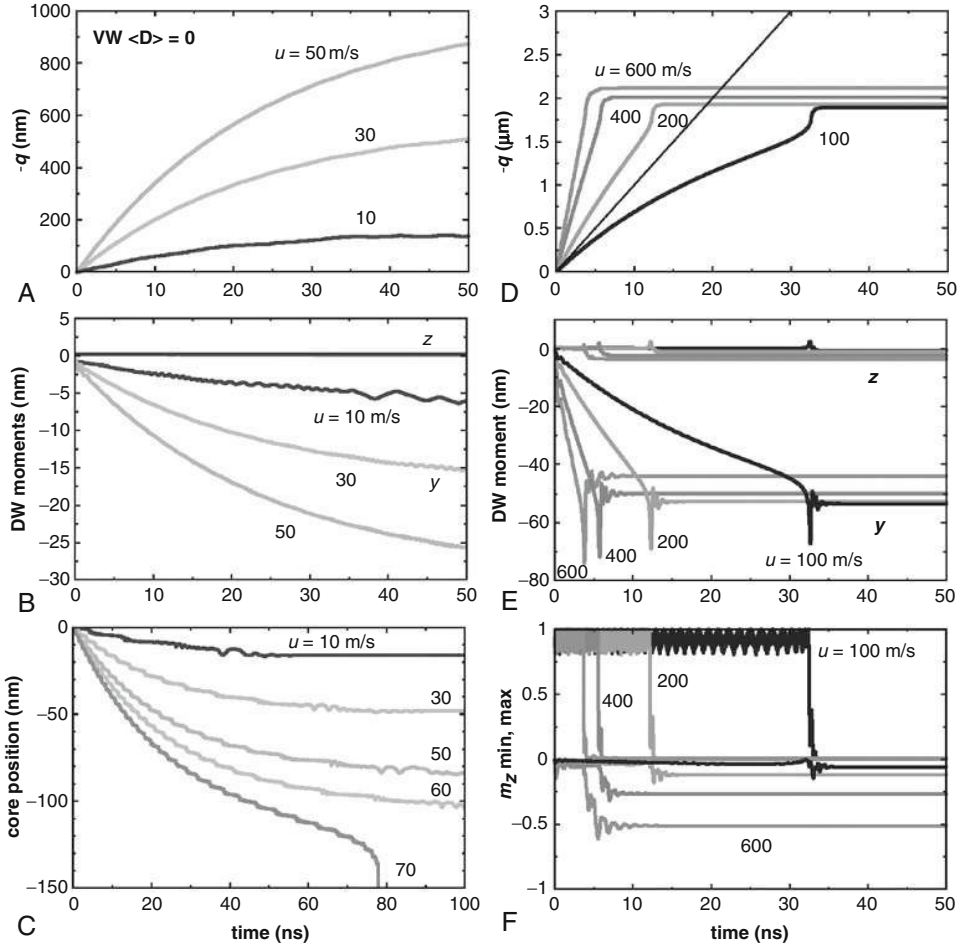 VW <D> = 0
u = 50 m/s
30
10
-q (nm)
1000
900
800
700
600
500
400
300
200
100
0
0 10 20 30 40 50
A
-q (μm)
3
2.5
2
1.5
1
0.5
0
u = 600 m/s
400 200
100
0 10 20 30 40 50
D
DW moments (nm)
5
0
−5
−10
−15
−20
−25
−30
z
u = 10 m/s
30
y
50
0 10 20 30 40 50
B
DW moment (nm)
0
−20
−40
−60
−80
z
y
600 400 200
u = 100 m/s
0 10 20 30 40 50
E
core position (nm)
0
−50
−100
−150
u = 10 m/s
30
50
60
70
0 20 40 60 80 100
time (ns)
C
mz min, max
1
0.5
0
−0.5
−1
u = 100 m/s
200
400
600
0 10 20 30 40 50
time (ns)
F